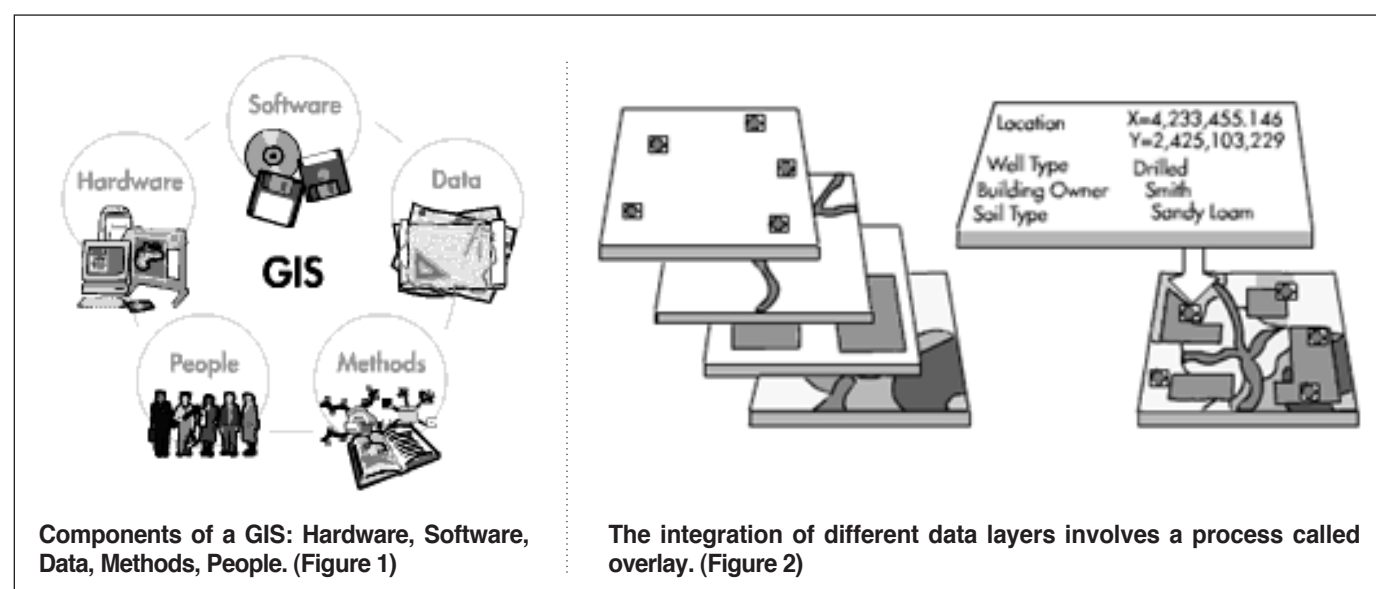 Software
Hardware
Data
GIS
People
Methods
Components of a GIS: Hardware, Software,
Data, Methods, People. (Figure 1)
Location X=4,233,455.146
Y=2,425,103,229
Well Type Drilled
Building Owner Smith
Soil Type Sandy Loam
The integration of different data layers involves a process called
overlay. (Figure 2)